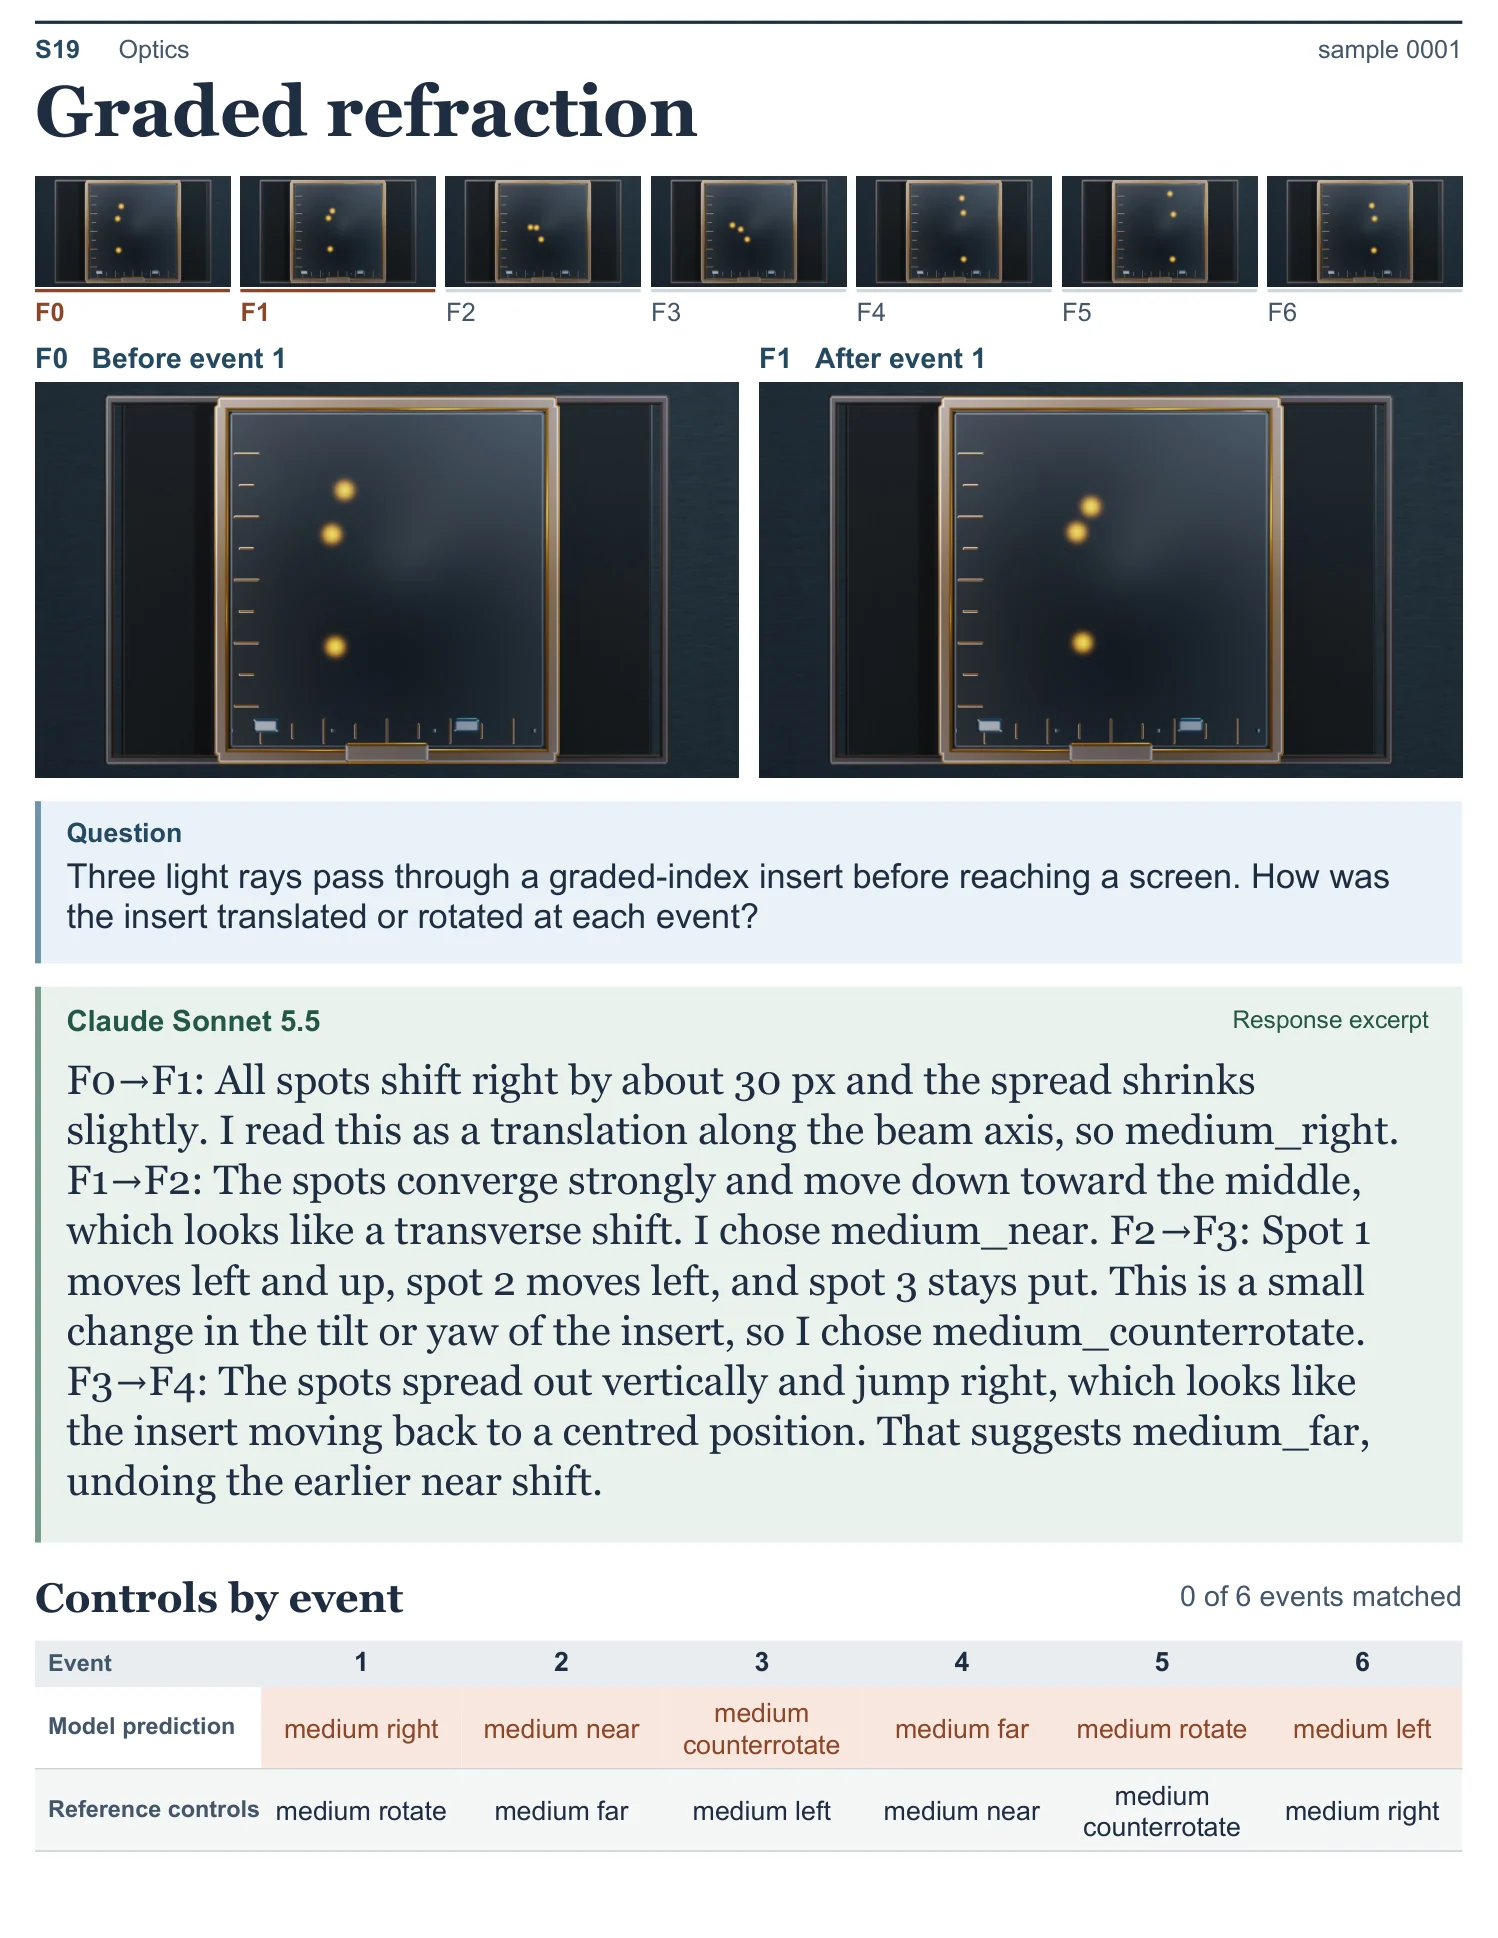 S19 Optics sample 0001
Graded refraction
F0 F1 F2 F3 F4 F5 F6
F0 Before event 1
F1 After event 1
Question
Three light rays pass through a graded-index insert before reaching a screen. How was
the insert translated or rotated at each event?
Claude Sonnet 5.5 Response excerpt
F0→F1: All spots shift right by about 30 px and the spread shrinks
slightly. I read this as a translation along the beam axis, so medium_right.
F1→F2: The spots converge strongly and move down toward the middle,
which looks like a transverse shift. I chose medium_near. F2→F3: Spot 1
moves left and up, spot 2 moves left, and spot 3 stays put. This is a small
change in the tilt or yaw of the insert, so I chose medium_counterrotate.
F3→F4: The spots spread out vertically and jump right, which looks like
the insert moving back to a centred position. That suggests medium_far,
undoing the earlier near shift.
Controls by event 0 of 6 events matched
Event 1 2 3 4 5 6
Model prediction medium right medium near medium counterrotate medium far medium rotate medium left
Reference controls medium rotate medium far medium left medium near medium counterrotate medium right